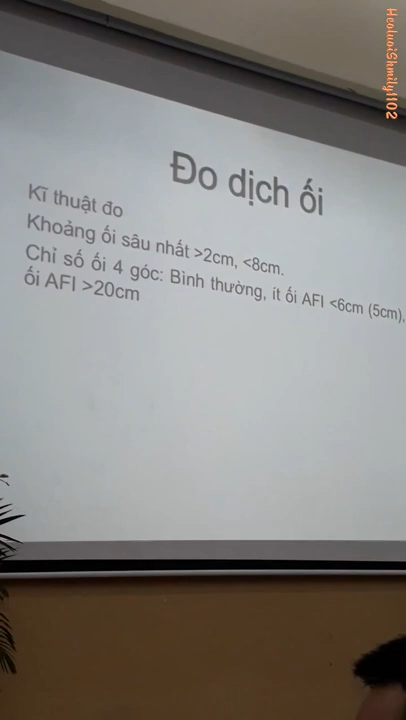 Healuoi5hmily1102
Đo dịch ối
Kĩ thuật đo
Khoảng ối sâu nhất >2cm, <8cm.
Chỉ số ối 4 góc: Bình thường, ít ối AFI <6cm (5cm),
ối AFI >20cm